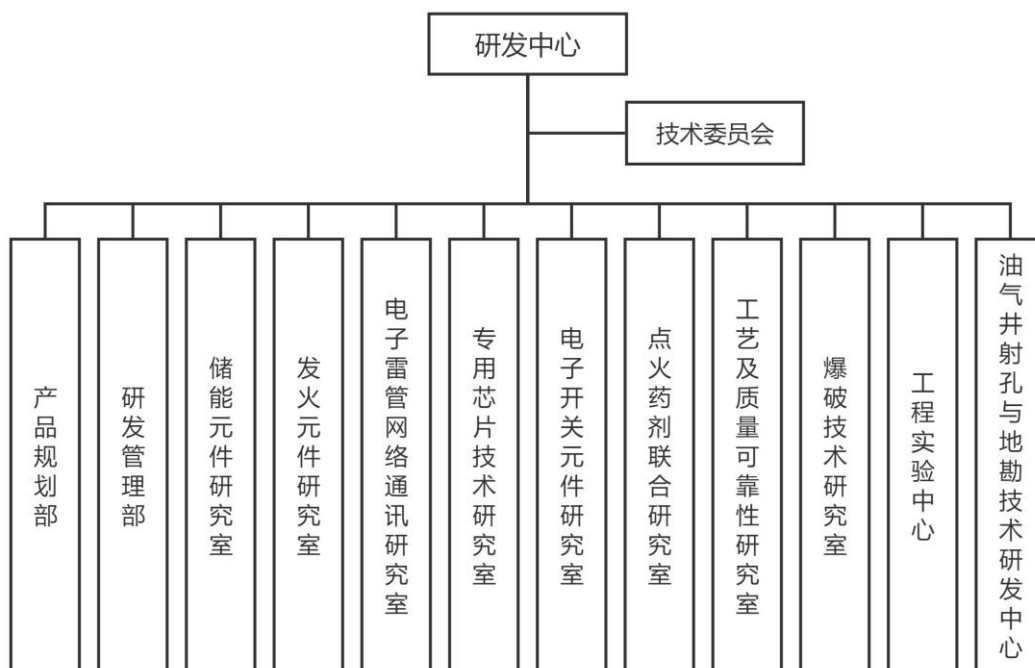 研发中心
技术委员会
产品规划部
研发管理部
储能元件研究室
发火元件研究室
电子雷管网络通讯研究室
专用芯片技术研究室
电子开关元件研究室
点火药剂联合研究室
工艺及质量可靠性研究室
爆破技术研究室
工程实验中心
油气井射孔与地勘技术研发中心